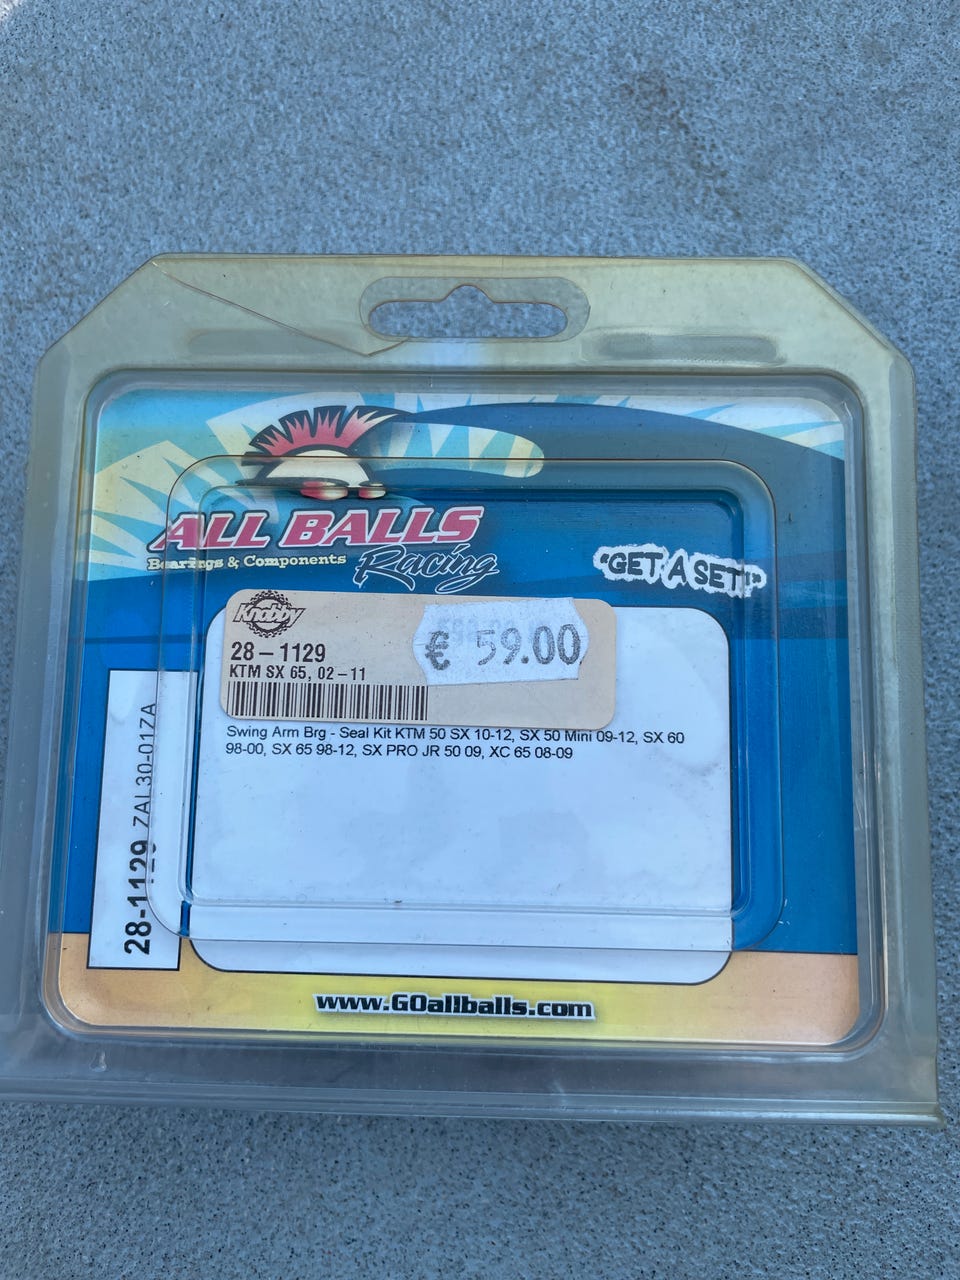 ALL BALLS
Bearings & Components
Racing
"GET A SET!"
Knobby
28-1129
KTM SX 65, 02-11
€ 59.00
Swing Arm Brg - Seal Kit KTM 50 SX 10-12, SX 50 Mini 09-12, SX 60
98-00, SX 65 98-12, SX PRO JR 50 09, XC 65 08-09
28-1129
www.GOallballs.com